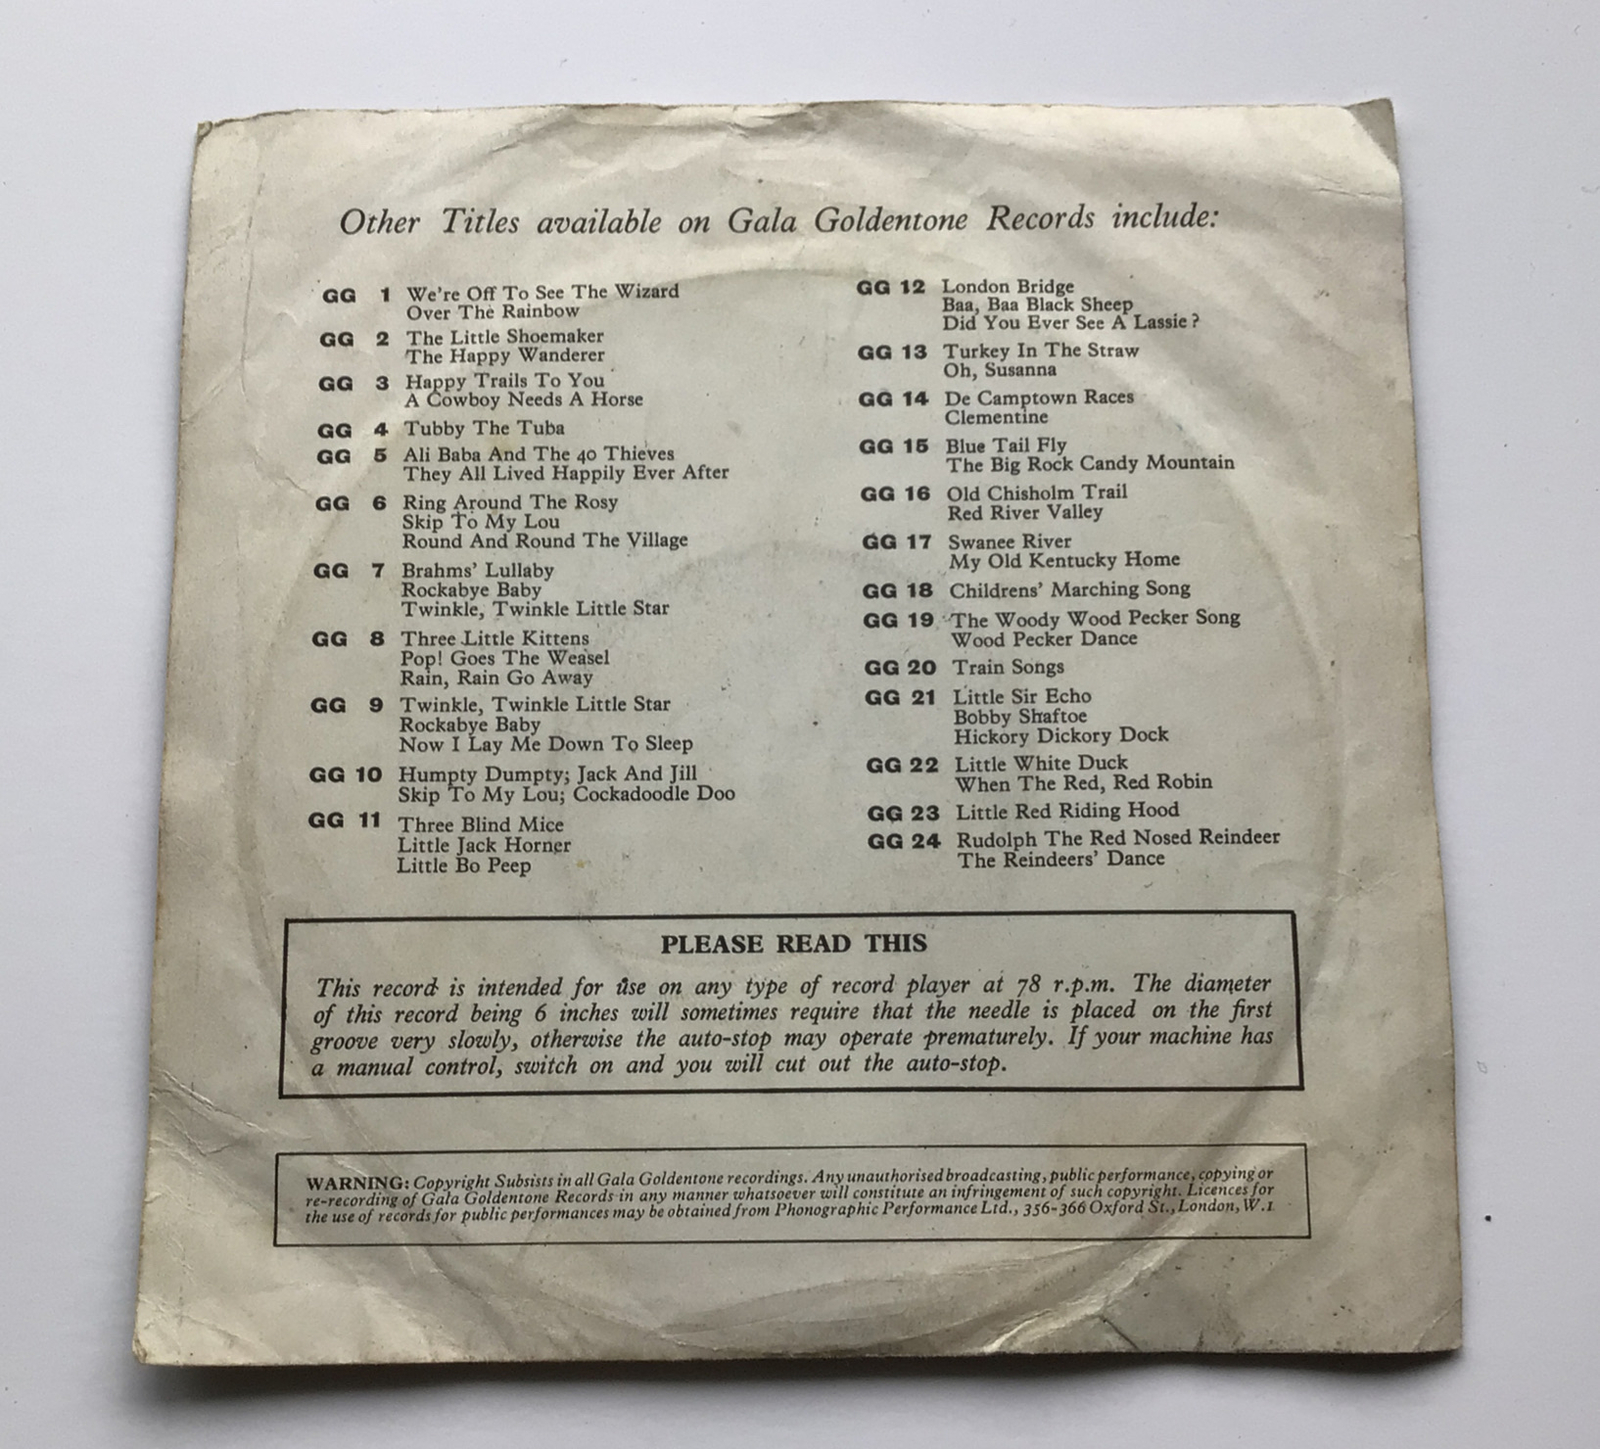 Other Titles available on Gala Goldentone Records include:
GG 1 We're Off To See The Wizard
Over The Rainbow
GG 2 The Little Shoemaker
The Happy Wanderer
GG 3 Happy Trails To You
A Cowboy Needs A Horse
GG 4 Tubby The Tuba
GG 5 Ali Baba And The 40 Thieves
They All Lived Happily Ever After
GG 6 Ring Around The Rosy
Skip To My Lou
Round And Round The Village
GG 7 Brahms' Lullaby
Rockabye Baby
Twinkle, Twinkle Little Star
GG 8 Three Little Kittens
Pop! Goes The Weasel
Rain, Rain Go Away
GG 9 Twinkle, Twinkle Little Star
Rockabye Baby
Now I Lay Me Down To Sleep
GG 10 Humpty Dumpty; Jack And Jill
Skip To My Lou; Cockadoodle Doo
GG 11 Three Blind Mice
Little Jack Horner
Little Bo Peep
GG 12 London Bridge
Baa, Baa Black Sheep
Did You Ever See A Lassie?
GG 13 Turkey In The Straw
Oh, Susanna
GG 14 De Camptown Races
Clementine
GG 15 Blue Tail Fly
The Big Rock Candy Mountain
GG 16 Old Chisholm Trail
Red River Valley
GG 17 Swanee River
My Old Kentucky Home
GG 18 Childrens' Marching Song
GG 19 The Woody Wood Pecker Song
Wood Pecker Dance
GG 20 Train Songs
GG 21 Little Sir Echo
Bobby Shaftoe
Hickory Dickory Dock
GG 22 Little White Duck
When The Red, Red Robin
GG 23 Little Red Riding Hood
GG 24 Rudolph The Red Nosed Reindeer
The Reindeers' Dance
PLEASE READ THIS
This record is intended for use on any type of record player at 78 r.p.m. The diameter
of this record being 6 inches will sometimes require that the needle is placed on the first
groove very slowly, otherwise the auto-stop may operate prematurely. If your machine has
a manual control, switch on and you will cut out the auto-stop.
WARNING: Copyright Subsists in all Gala Goldentone recordings. Any unauthorised broadcasting, public performance, copying or
re-recording of Gala Goldentone Records in any manner whatsoever will constitute an infringement of such copyright. Licences for
the use of records for public performances may be obtained from Phonographic Performance Ltd., 356-366 Oxford St., London, W.1